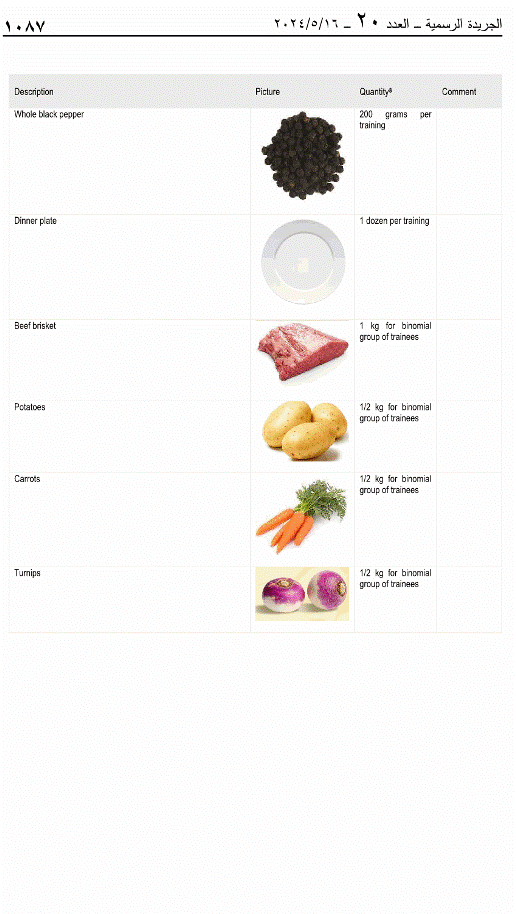 الجريدة الرسمية ـ العدد ٢٠ ـ ٢٠٢٤/٥/١٦ ١٠٨٧
Description Picture Quantity⁸ Comment
Whole black pepper 200 grams per
training
Dinner plate 1 dozen per training
Beef brisket 1 kg for binomial
group of trainees
Potatoes 1/2 kg for binomial
group of trainees
Carrots 1/2 kg for binomial
group of trainees
Turnips 1/2 kg for binomial
group of trainees